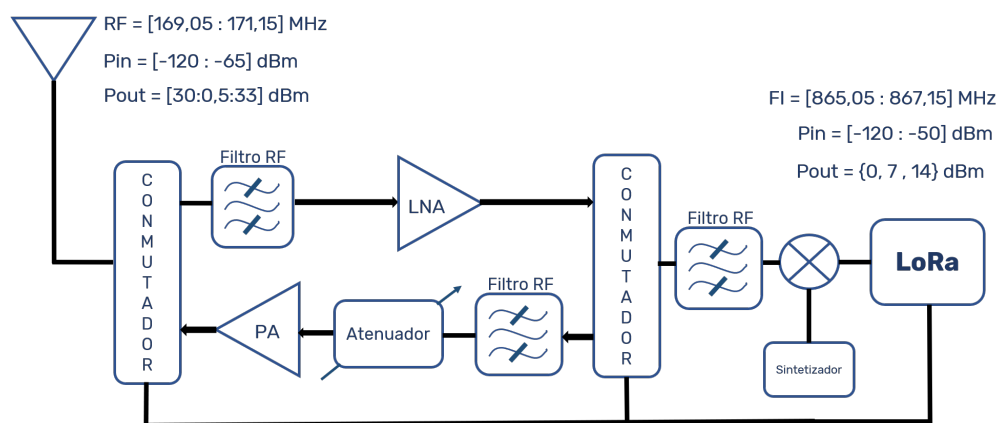 RF = [169,05 : 171,15] MHz
Pin = [-120 : -65] dBm
Pout = [30:0,5:33] dBm
FI = [865,05 : 867,15] MHz
Pin = [-120 : -50] dBm
Pout = {0, 7 , 14} dBm
CONMUTADOR
Filtro RF
LNA
CONMUTADOR
Filtro RF
LoRa
PA
Atenuador
Filtro RF
Sintetizador